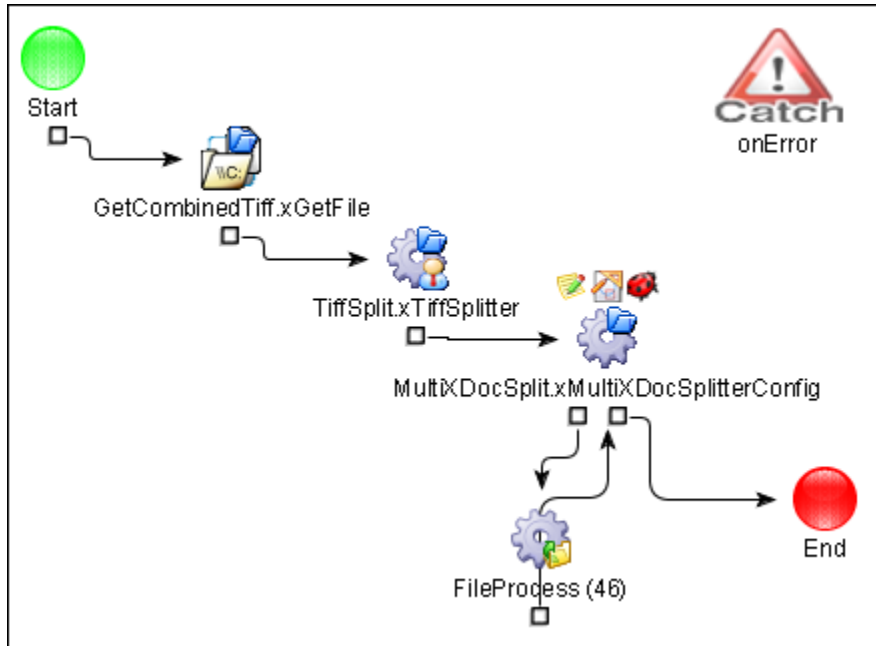 Start
Catch
onError
\\C:
GetCombinedTiff.xGetFile
TiffSplit.xTiffSplitter
MultiXDocSplit.xMultiXDocSplitterConfig
FileProcess (46)
End